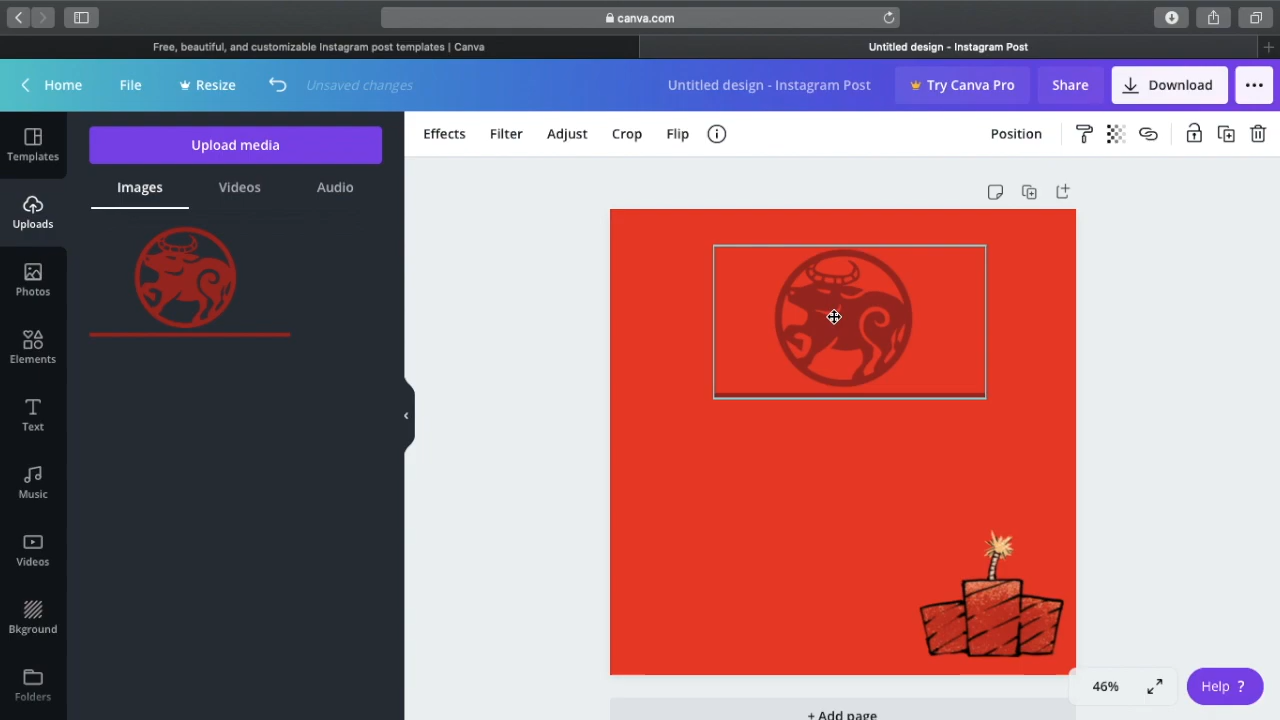 canva.com
Free, beautiful, and customizable Instagram post templates | Canva
Untitled design - Instagram Post
Home
File
Resize
Unsaved changes
Untitled design - Instagram Post
Try Canva Pro
Share
Download
Templates
Uploads
Photos
Elements
Text
Music
Videos
Bkground
Folders
Upload media
Images
Videos
Audio
Effects
Filter
Adjust
Crop
Flip
Position
+ Add page
46%
Help ?